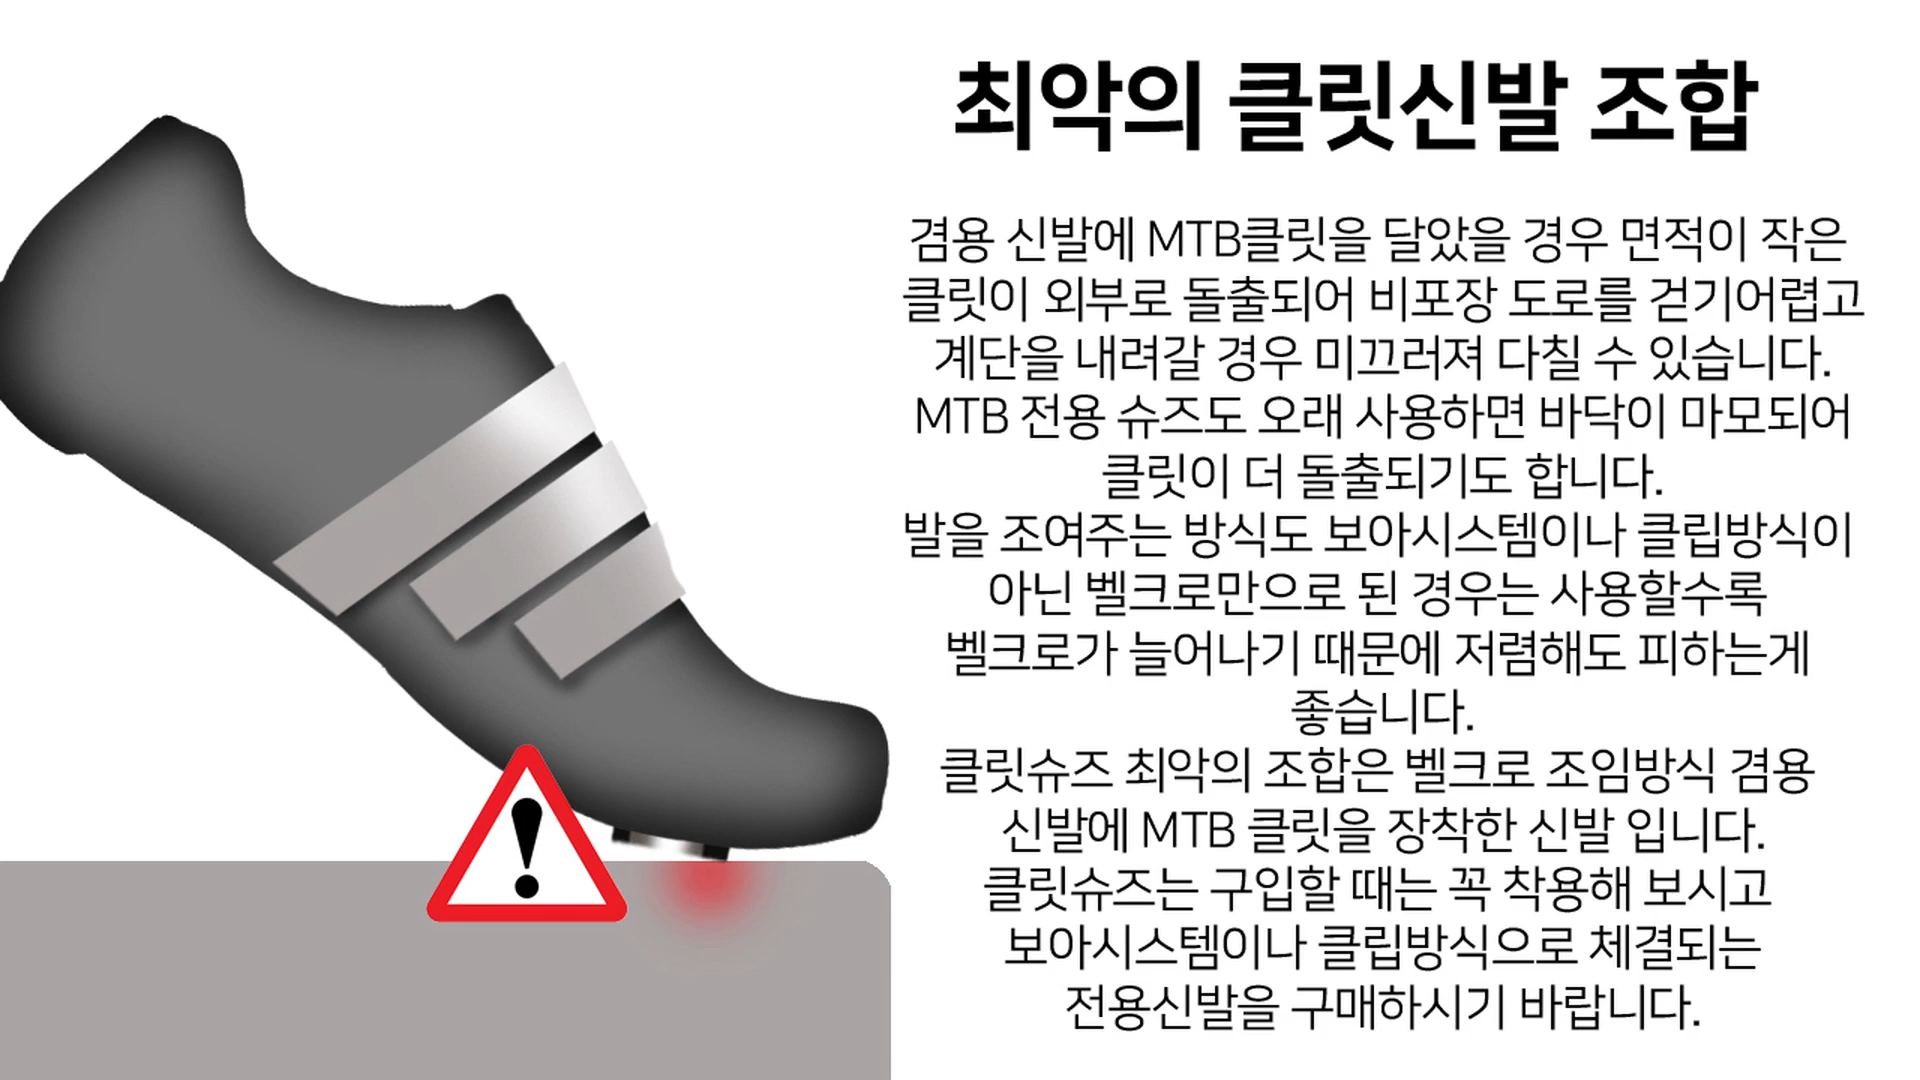 최악의 클릿신발 조합
겸용 신발에 MTB클릿을 달았을 경우 면적이 작은
클릿이 외부로 돌출되어 비포장 도로를 걷기어렵고
계단을 내려갈 경우 미끄러져 다칠 수 있습니다.
MTB 전용 슈즈도 오래 사용하면 바닥이 마모되어
클릿이 더 돌출되기도 합니다.
발을 조여주는 방식도 보아시스템이나 클립방식이
아닌 벨크로만으로 된 경우는 사용할수록
벨크로가 늘어나기 때문에 저렴해도 피하는게
좋습니다.
클릿슈즈 최악의 조합은 벨크로 조임방식 겸용
신발에 MTB 클릿을 장착한 신발 입니다.
클릿슈즈는 구입할 때는 꼭 착용해 보시고
보아시스템이나 클립방식으로 체결되는
전용신발을 구매하시기 바랍니다.